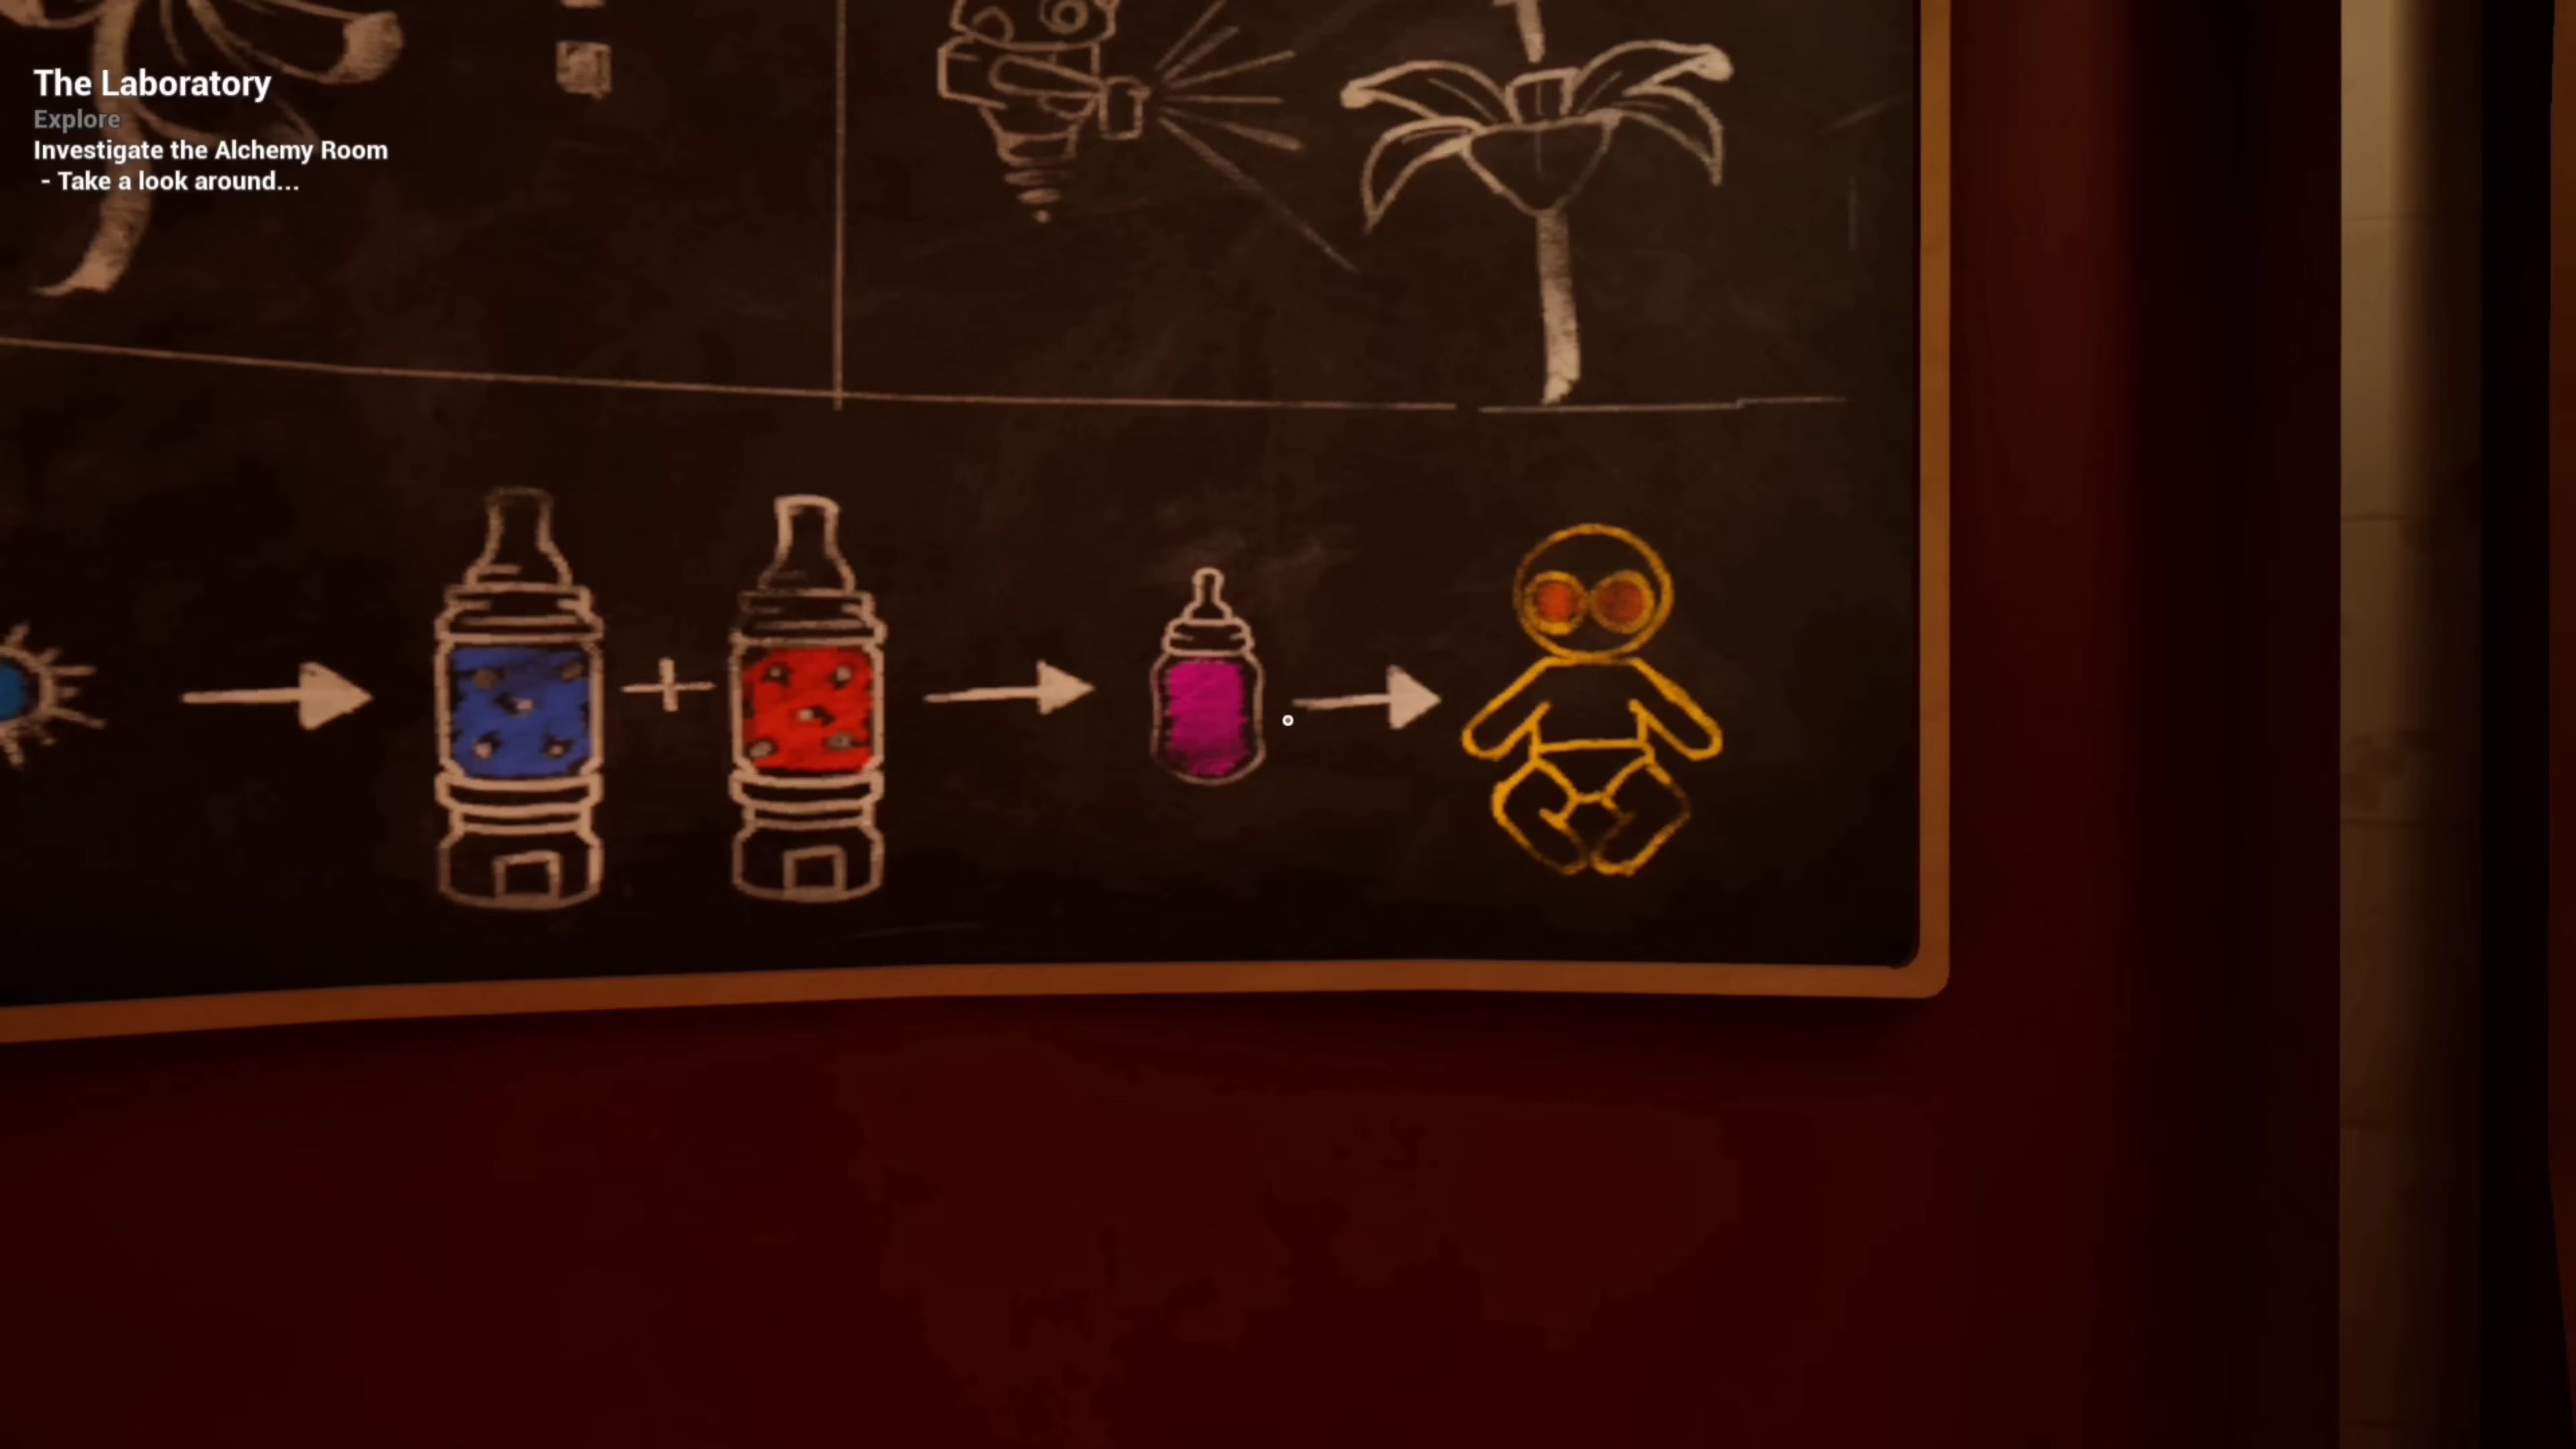 The Laboratory
Explore
Investigate the Alchemy Room
- Take a look around...